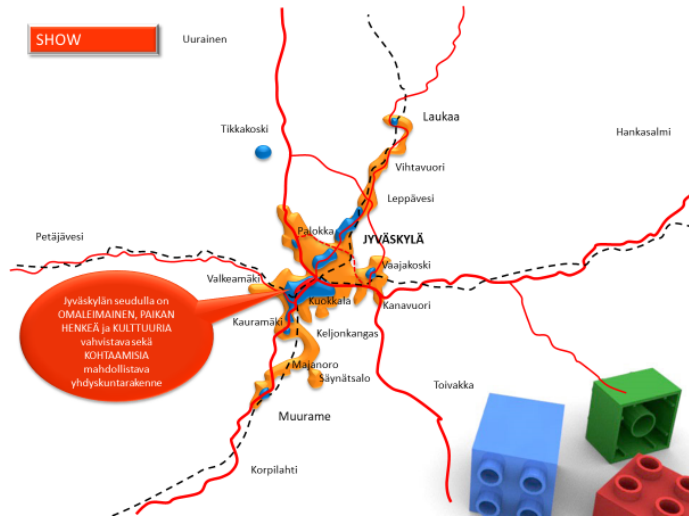 SHOW
Uurainen
Laukaa
Tikkakoski
Hankasalmi
Vihtavuori
Leppävesi
Palokka
JYVÄSKYLÄ
Petäjävesi
Vaajakoski
Valkeamäki
Kuokkala
Kanavuori
Jyväskylän seudulla on
OMALEIMAINEN, PAIKAN
HENKEÄ ja KULTTUURIA
vahvistava sekä
KOHTAAMISIA
mahdollistava
yhdyskuntarakenne
Kauramäki
Keljonkangas
Majanoro
Säynätsalo
Toivakka
Muurame
Korpilahti